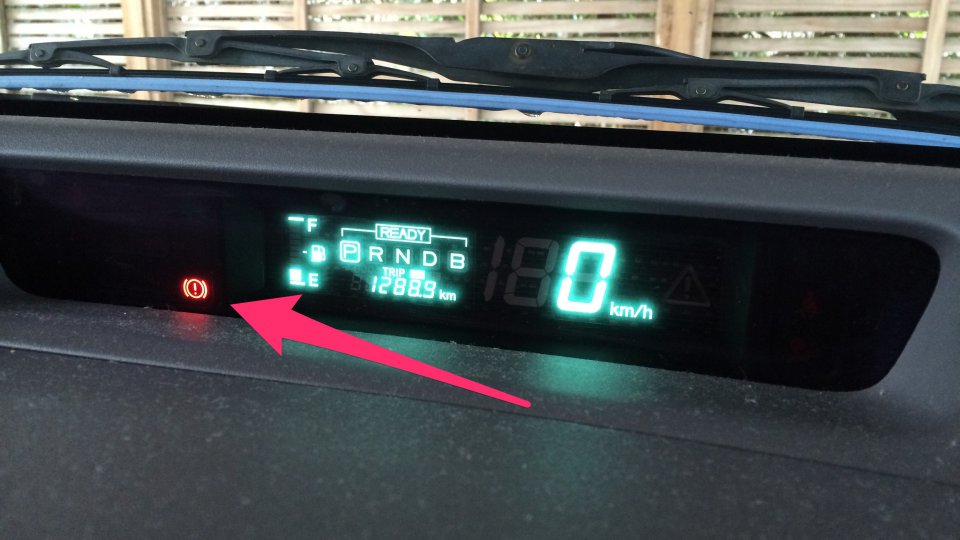 F
READY
P R N D B
E
TRIP
1288.9 km
0 km/h